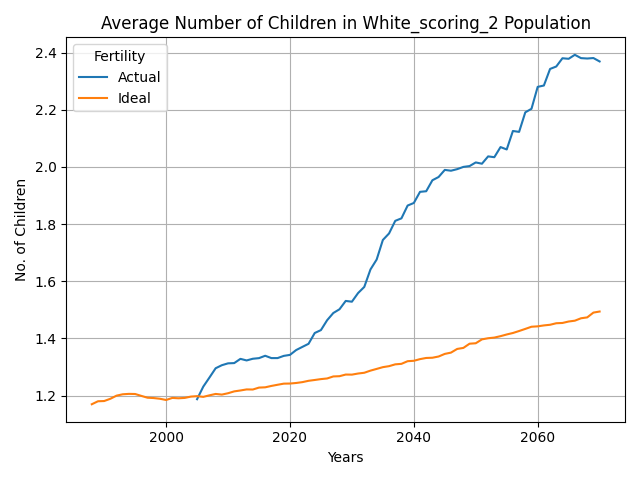 Average Number of Children in White_scoring_2 Population
Fertility
Actual
Ideal
No. of Children
2.4
2.2
2.0
1.8
1.6
1.4
1.2
2000
2020
2040
2060
Years